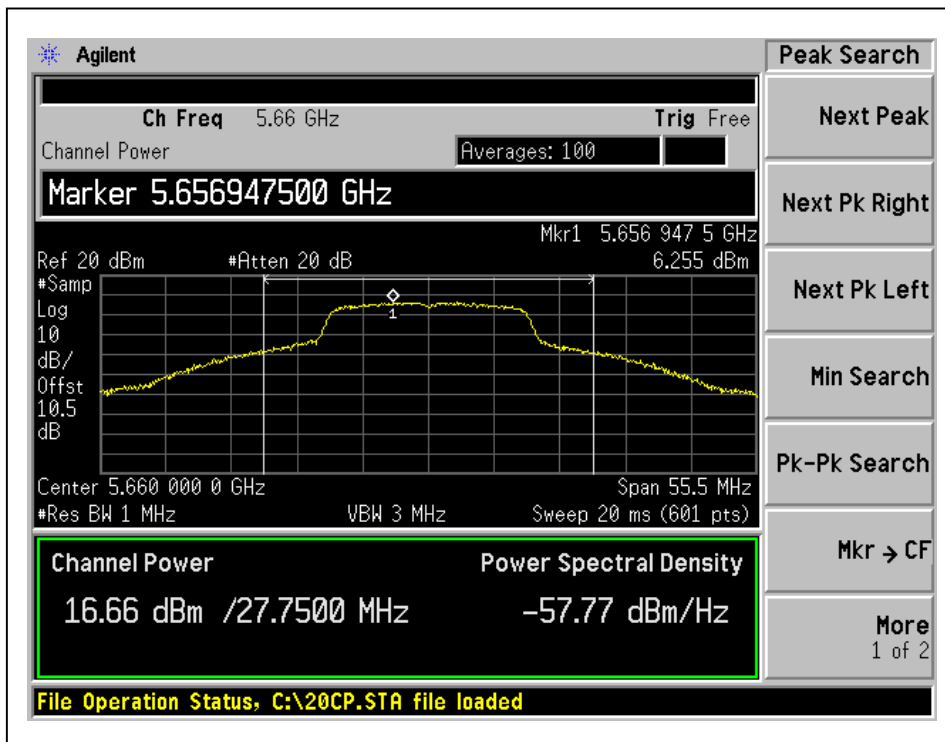 Agilent
Peak Search
Ch Freq 5.66 GHz Trig Free
Channel Power Averages: 100
Marker 5.656947500 GHz
Mkr1 5.656 947 5 GHz
Ref 20 dBm #Atten 20 dB 6.255 dBm
#Samp
Log
10
dB/
Offst
10.5
dB
1
Center 5.660 000 0 GHz Span 55.5 MHz
#Res BW 1 MHz VBW 3 MHz Sweep 20 ms (601 pts)
Channel Power Power Spectral Density
16.66 dBm /27.7500 MHz -57.77 dBm/Hz
File Operation Status, C:\20CP.STA file loaded
Next Peak
Next Pk Right
Next Pk Left
Min Search
Pk-Pk Search
Mkr → CF
More
1 of 2